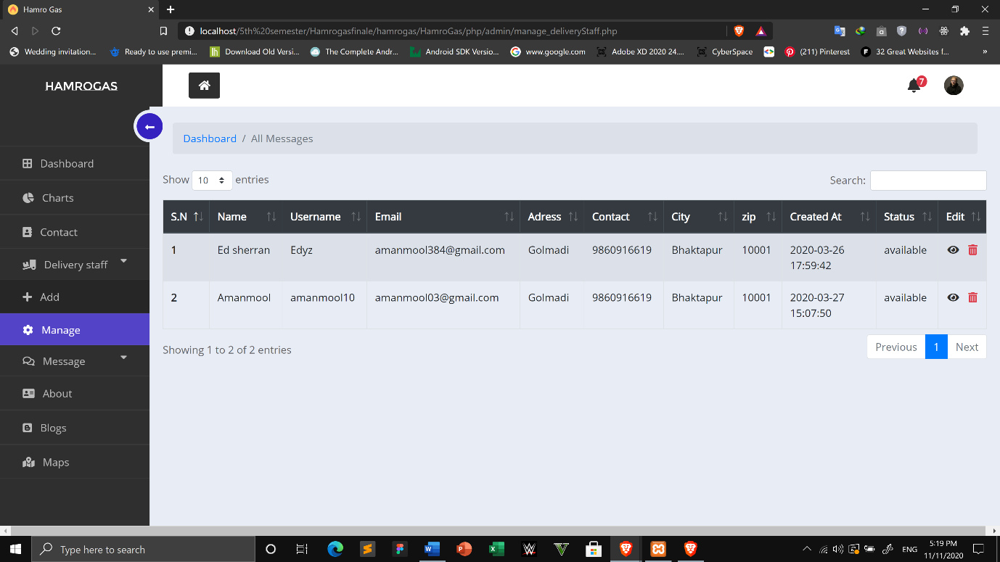 Hamro Gas
localhost/5th%20semester/Hamrogasfinale/hamrogas/HamroGas/php/admin/manage_deliveryStaff.php
Wedding invitation... Ready to use premi... Download Old Versi... The Complete Andr... Android SDK Versio... www.google.com Adobe XD 2020 24.... CyberSpace (211) Pinterest 32 Great Websites f... »
HAMROGAS
7
Dashboard / All Messages
Dashboard
Charts
Contact
Delivery staff
Add
Manage
Message
About
Blogs
Maps
Show 10 entries
Search:
S.N Name Username Email Adress Contact City zip Created At Status Edit
1 Ed sherran Edyz amanmool384@gmail.com Golmadi 9860916619 Bhaktapur 10001 2020-03-26 available
17:59:42
2 Amanmool amanmool10 amanmool03@gmail.com Golmadi 9860916619 Bhaktapur 10001 2020-03-27 available
15:07:50
Showing 1 to 2 of 2 entries
Previous 1 Next
Type here to search
ENG
5:19 PM
11/11/2020